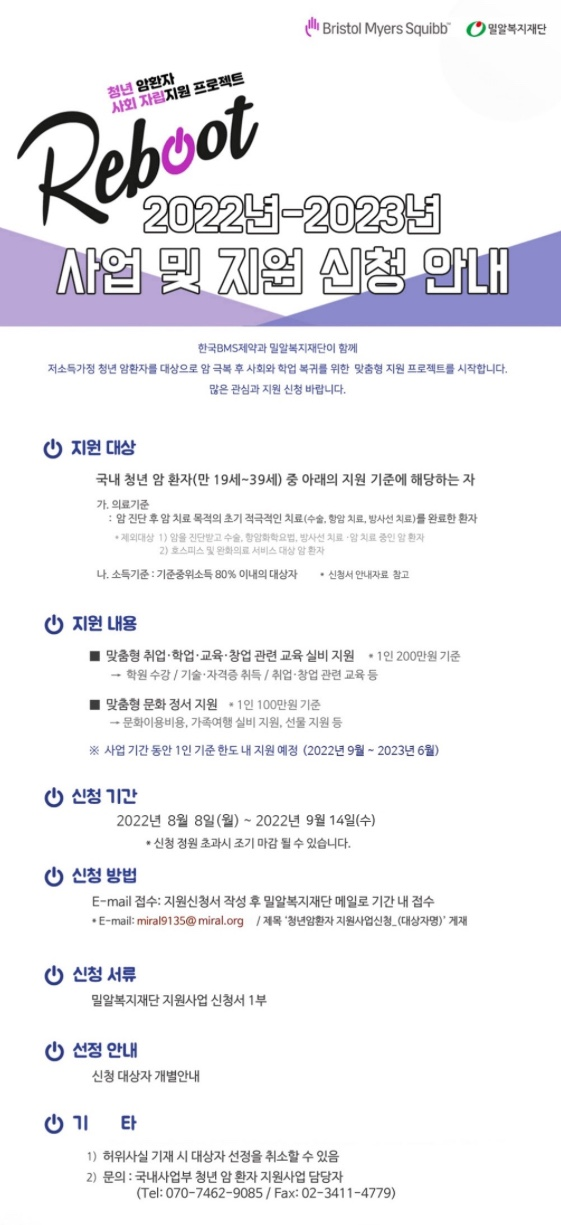 Bristol Myers Squibb™ 밀알복지재단
청년 암환자
사회 자립지원 프로젝트
Reboot
2022년-2023년
사업 및 지원 신청 안내
한국BMS제약과 밀알복지재단이 함께
저소득가정 청년 암환자를 대상으로 암 극복 후 사회와 학업 복귀를 위한 맞춤형 지원 프로젝트를 시작합니다.
많은 관심과 지원 신청 바랍니다.
지원 대상
국내 청년 암 환자(만 19세~39세) 중 아래의 지원 기준에 해당하는 자
가. 의료기준
: 암 진단 후 암 치료 목적의 초기 적극적인 치료(수술, 항암 치료, 방사선 치료)를 완료한 환자
* 제외대상 1) 암을 진단받고 수술, 항암화학요법, 방사선 치료 ·암 치료 중인 암 환자
2) 호스피스 및 완화의료 서비스 대상 암 환자
나. 소득기준 : 기준중위소득 80% 이내의 대상자 * 신청서 안내자료 참고
지원 내용
■ 맞춤형 취업·학업·교육·창업 관련 교육 실비 지원 * 1인 200만원 기준
→ 학원 수강 / 기술·자격증 취득 / 취업·창업 관련 교육 등
■ 맞춤형 문화 정서 지원 * 1인 100만원 기준
→ 문화이용비용, 가족여행 실비 지원, 선물 지원 등
※ 사업 기간 동안 1인 기준 한도 내 지원 예정 (2022년 9월 ~ 2023년 6월)
신청 기간
2022년 8월 8일(월) ~ 2022년 9월 14일(수)
* 신청 정원 초과시 조기 마감 될 수 있습니다.
신청 방법
E-mail 접수: 지원신청서 작성 후 밀알복지재단 메일로 기간 내 접수
* E-mail: miral9135@miral.org / 제목 '청년암환자 지원사업신청_(대상자명)' 게재
신청 서류
밀알복지재단 지원사업 신청서 1부
선정 안내
신청 대상자 개별안내
기 타
1) 허위사실 기재 시 대상자 선정을 취소할 수 있음
2) 문의 : 국내사업부 청년 암 환자 지원사업 담당자
(Tel: 070-7462-9085 / Fax: 02-3411-4779)